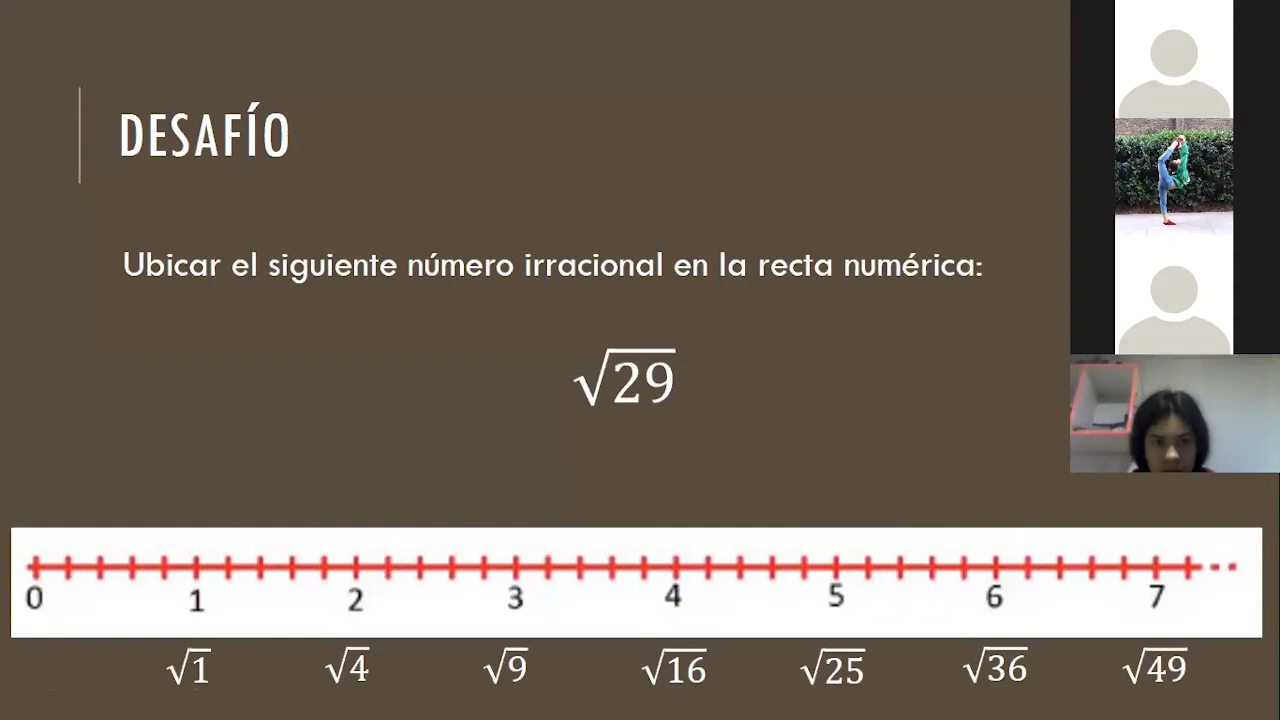 DESAFÍO
Ubicar el siguiente número irracional en la recta numérica:
√29
0 1 2 3 4 5 6 7
√1 √4 √9 √16 √25 √36 √49